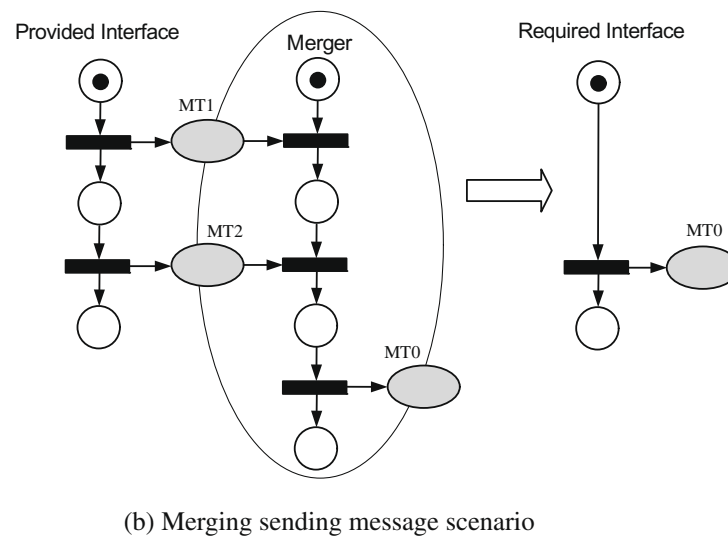 Provided Interface
Merger
Required Interface
MT1
MT2
MT0
MT0
(b) Merging sending message scenario